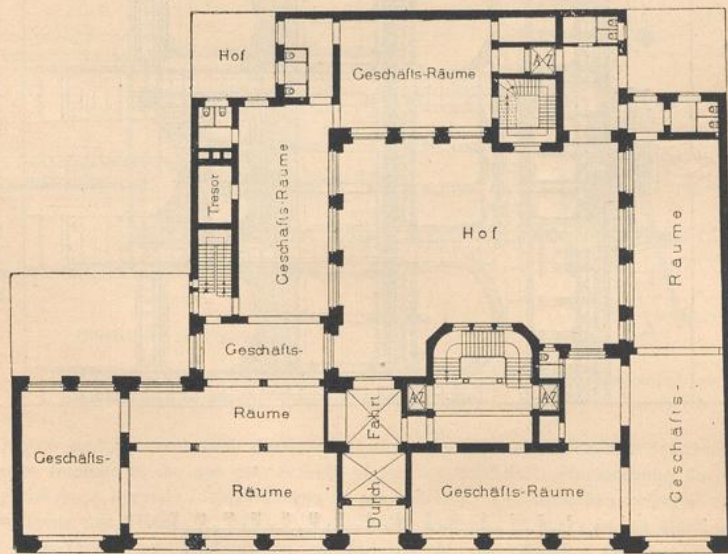 Hof
Geschäfts-Räume
A-Z
Tresor
Geschäfts-Räume
Hof
Räume
Geschäfts-
Räume
Fahrt
A-Z
A-Z
Geschäfts-
Räume
Durch-
Geschäfts-Räume
Geschäfts-